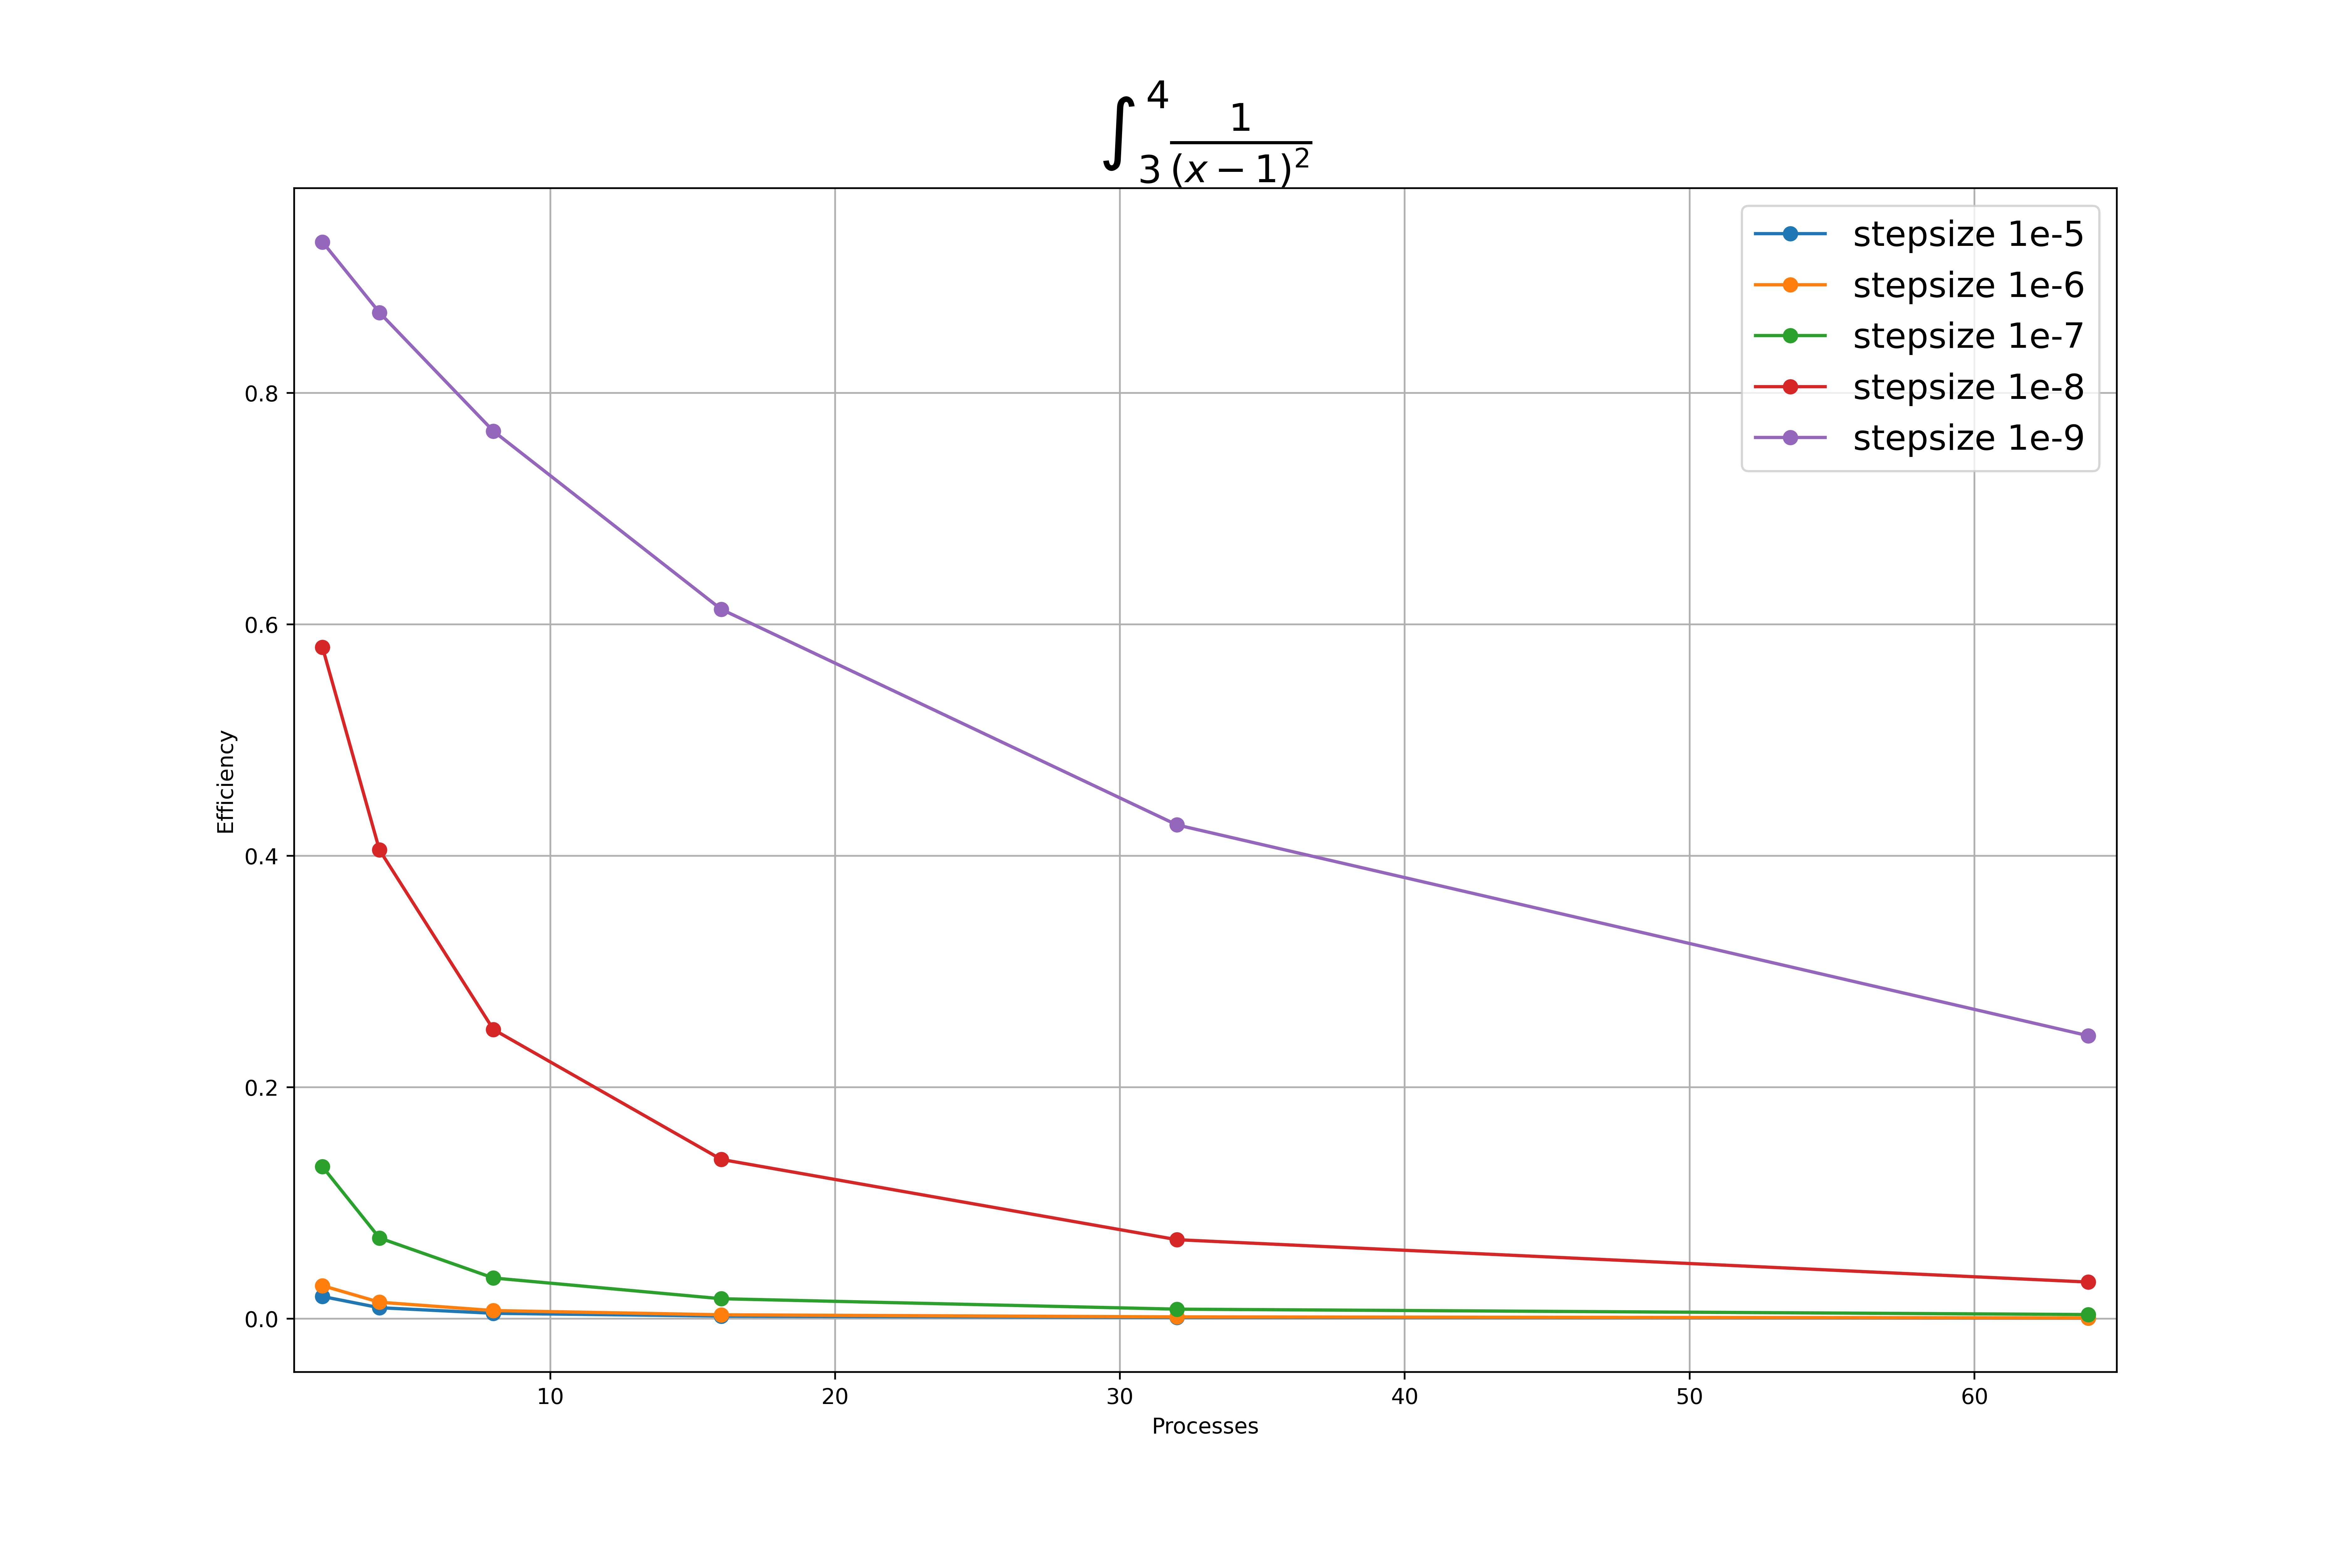 ∫_3^4 1/(x − 1)^2
stepsize 1e-5
stepsize 1e-6
stepsize 1e-7
stepsize 1e-8
stepsize 1e-9
0.8
0.6
0.4
0.2
0.0
Efficiency
10 20 30 40 50 60
Processes